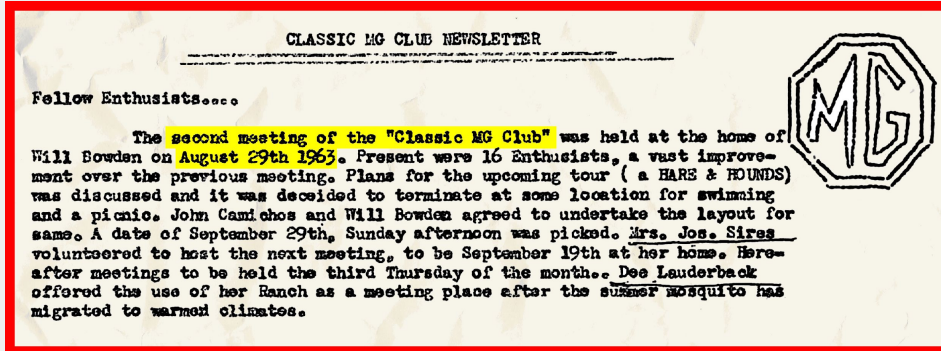 CLASSIC MG CLUB NEWSLETTER
MG
Fellow Enthusists....
The second meeting of the "Classic MG Club" was held at the home of
Will Bowden on August 29th 1963. Present were 16 Enthusists, a vast improve-
ment over the previous meeting. Plans for the upcoming tour ( a HARE & HOUNDS)
was discussed and it was deceided to terminate at some location for swimming
and a picnic. John Camichos and Will Bowden agreed to undertake the layout for
same. A date of September 29th, Sunday afternoon was picked. Mrs. Jos. Sires
volunteered to host the next meeting, to be September 19th at her home. Here-
after meetings to be held the third Thursday of the month.. Dee Lauderback
offered the use of her Ranch as a meeting place after the summer mosquito has
migrated to warmed climates.